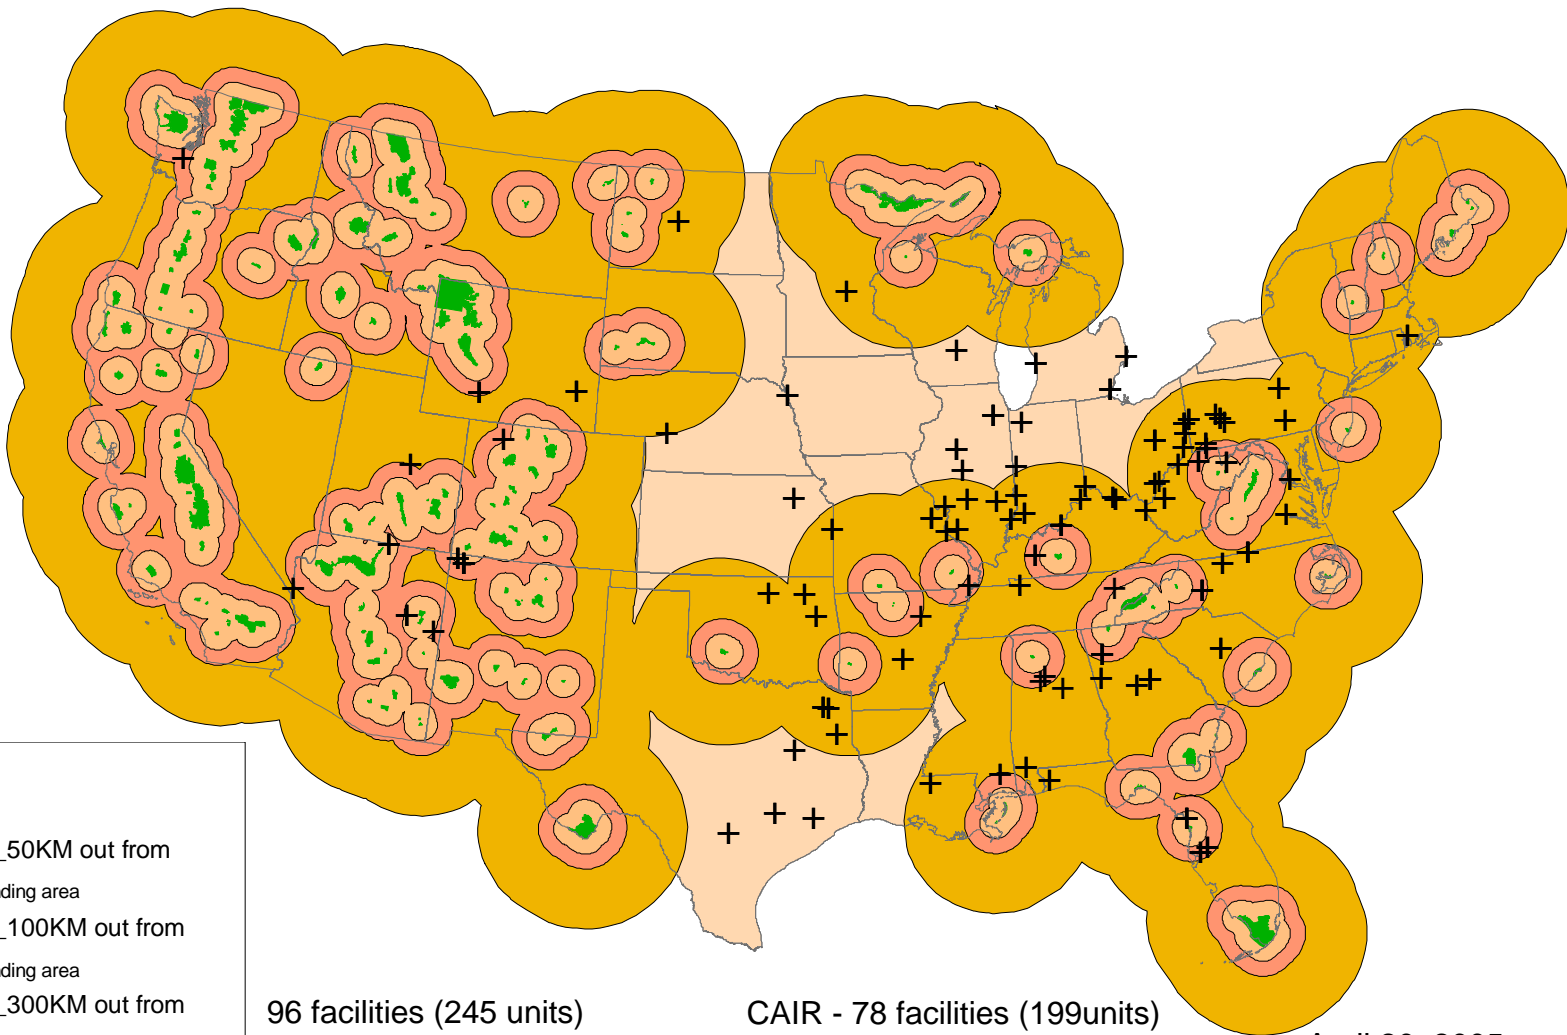 _50KM out from
ding area
_100KM out from
ding area
_300KM out from
96 facilities (245 units)
CAIR - 78 facilities (199units)